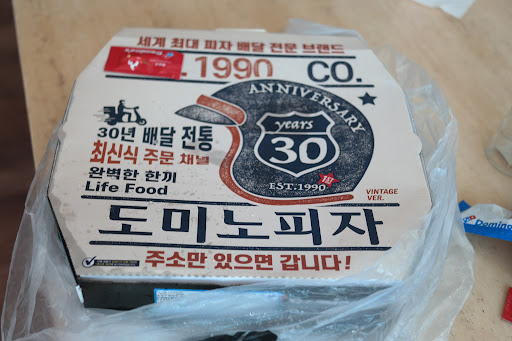 세계 최대 피자 배달 전문 브랜드
. 1990 CO.
ANNIVERSARY
30년 배달 전통
최신식 주문 채널
완벽한 한끼
Life Food
years
30
EST.1990
1ST
VINTAGE
VER.
도미노피자
주소만 있으면 갑니다!
Domino